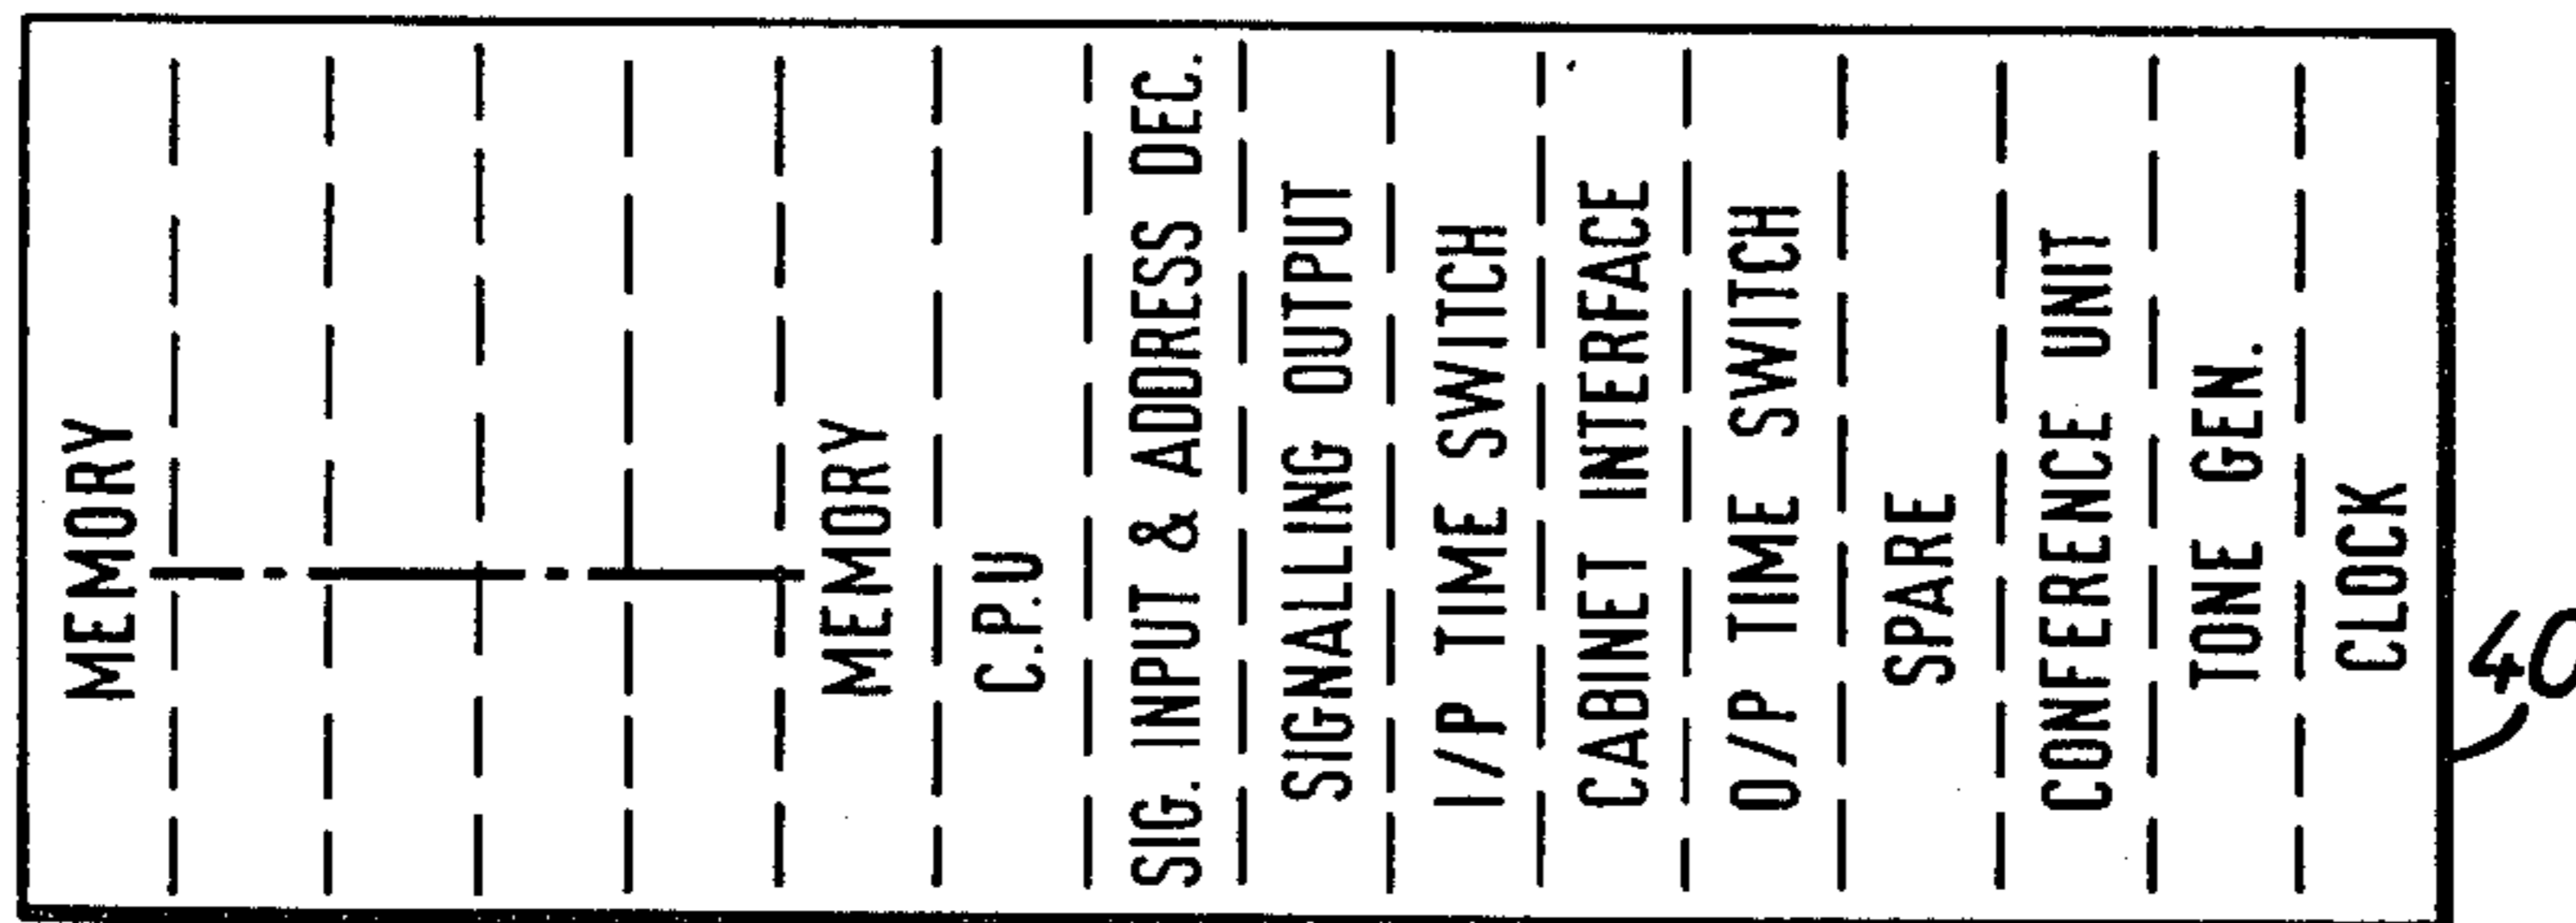 MEMORY
MEMORY
C.P.U
SIG. INPUT & ADDRESS DEC.
SIGNALLING OUTPUT
I/P TIME SWITCH
CABINET INTERFACE
O/P TIME SWITCH
SPARE
CONFERENCE UNIT
TONE GEN.
CLOCK
40